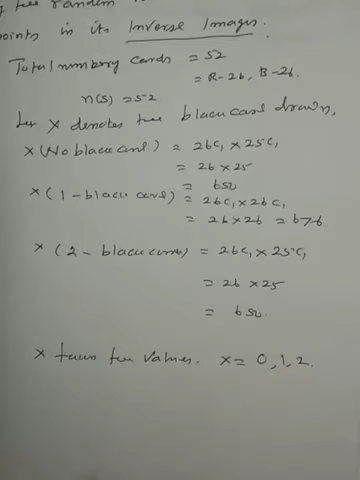 the random
points in its Inverse Images.
Total number cards = 52
= R-26, B-26.
n(S) = 52
Let X denotes the black card drawn,
X (No black card) = 26C1 × 25C1
= 26 × 25
= 650
X (1 - black card) = 26C1 × 26C1
= 26 × 26 = 676
X (2 - black cards) = 26C1 × 25C1
= 26 × 25
= 650.
X takes the values. X = 0, 1, 2.